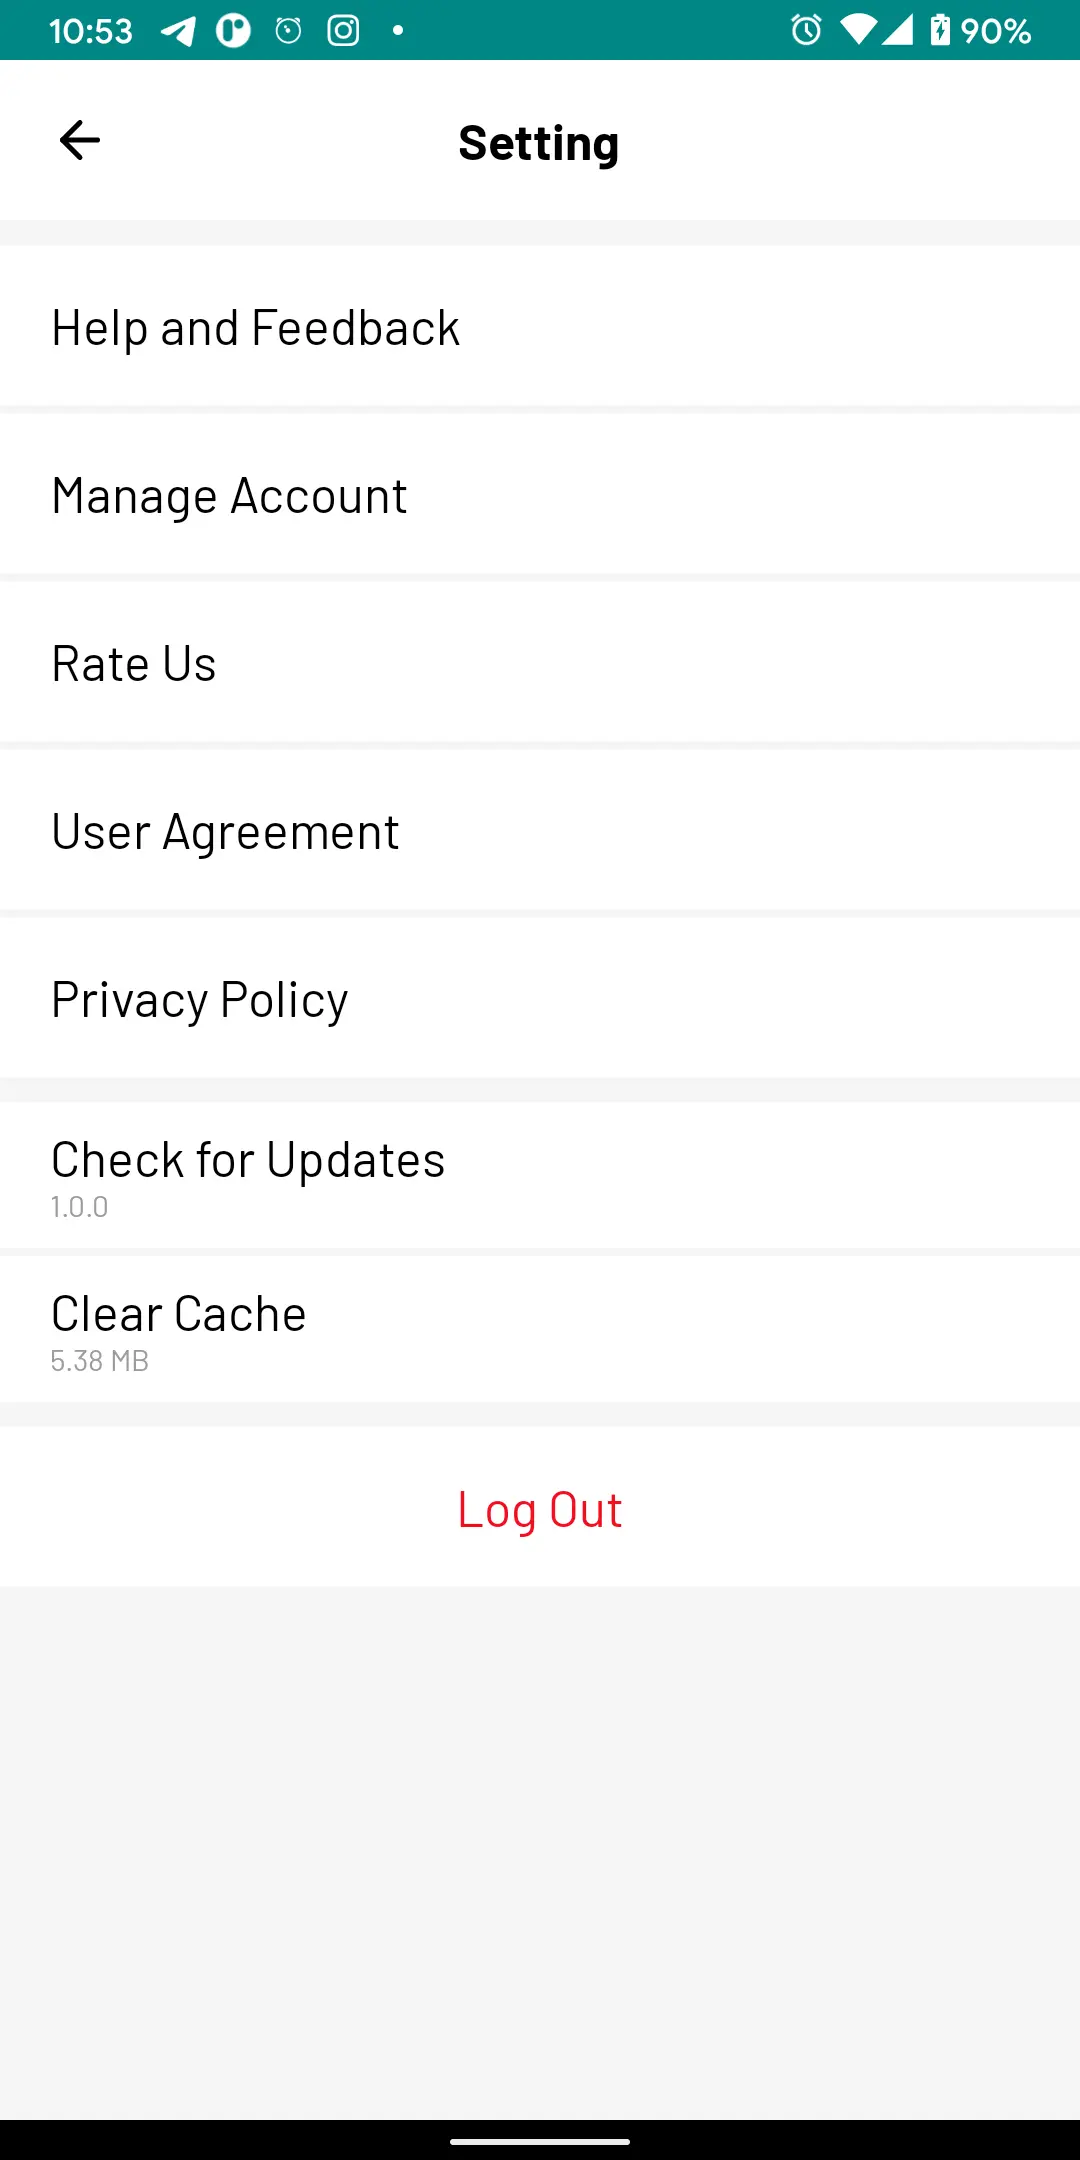 10:53
90%
Setting
Help and Feedback
Manage Account
Rate Us
User Agreement
Privacy Policy
Check for Updates
1.0.0
Clear Cache
5.38 MB
Log Out